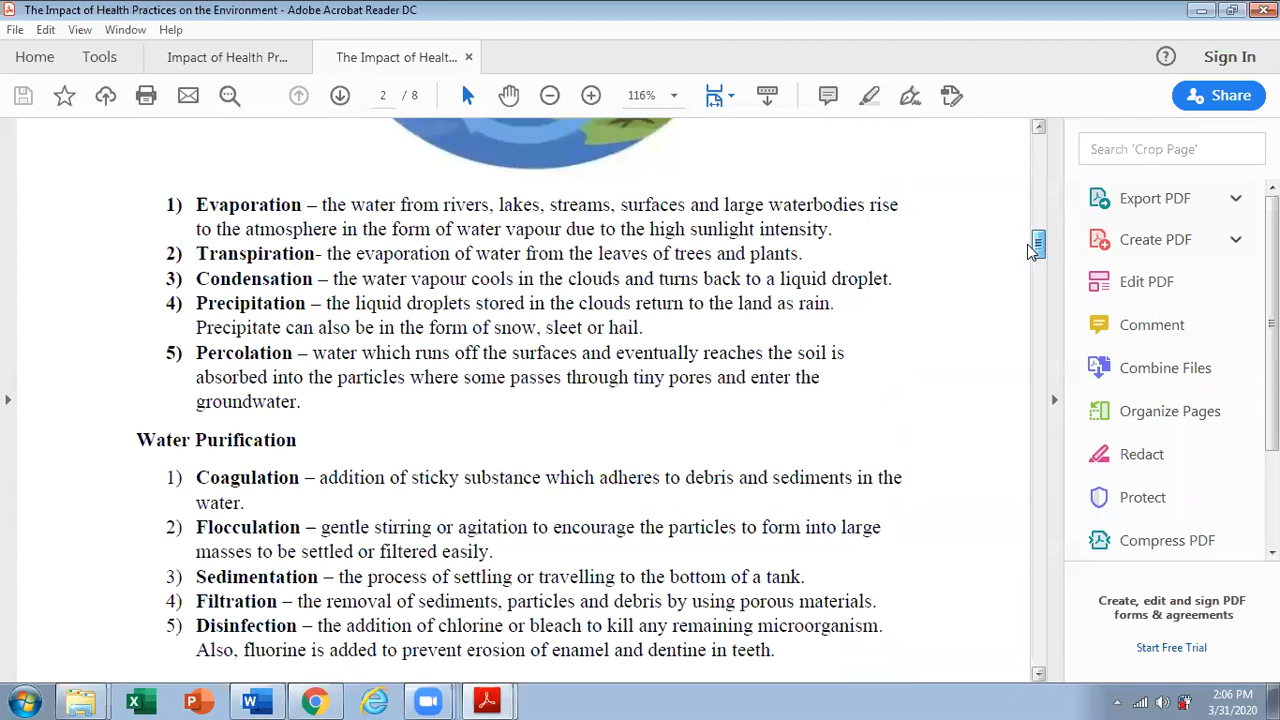 The Impact of Health Practices on the Environment - Adobe Acrobat Reader DC
File Edit View Window Help
Home Tools Impact of Health Pr... The Impact of Healt... × Sign In
2 / 8 116% Share
Search 'Crop Page'
1) Evaporation – the water from rivers, lakes, streams, surfaces and large waterbodies rise
to the atmosphere in the form of water vapour due to the high sunlight intensity.
2) Transpiration- the evaporation of water from the leaves of trees and plants.
3) Condensation – the water vapour cools in the clouds and turns back to a liquid droplet.
4) Precipitation – the liquid droplets stored in the clouds return to the land as rain.
Precipitate can also be in the form of snow, sleet or hail.
5) Percolation – water which runs off the surfaces and eventually reaches the soil is
absorbed into the particles where some passes through tiny pores and enter the
groundwater.
Water Purification
1) Coagulation – addition of sticky substance which adheres to debris and sediments in the
water.
2) Flocculation – gentle stirring or agitation to encourage the particles to form into large
masses to be settled or filtered easily.
3) Sedimentation – the process of settling or travelling to the bottom of a tank.
4) Filtration – the removal of sediments, particles and debris by using porous materials.
5) Disinfection – the addition of chlorine or bleach to kill any remaining microorganism.
Also, fluorine is added to prevent erosion of enamel and dentine in teeth.
Export PDF
Create PDF
Edit PDF
Comment
Combine Files
Organize Pages
Redact
Protect
Compress PDF
Create, edit and sign PDF
forms & agreements
Start Free Trial
2:06 PM
3/31/2020